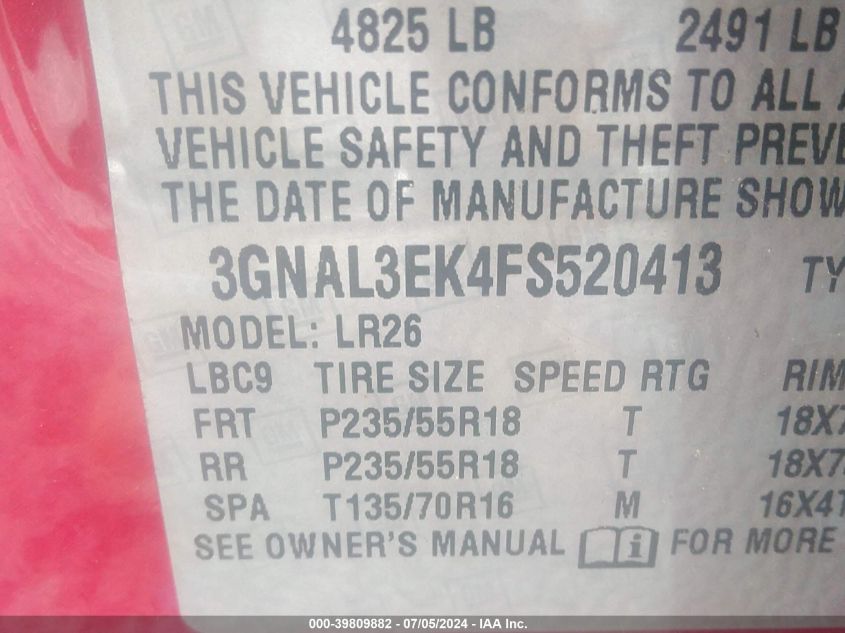 4825 LB 2491 LB
THIS VEHICLE CONFORMS TO ALL
VEHICLE SAFETY AND THEFT PREVE
THE DATE OF MANUFACTURE SHOW
3GNAL3EK4FS520413 TY
MODEL: LR26
LBC9 TIRE SIZE SPEED RTG RIM
FRT P235/55R18 T 18X7
RR P235/55R18 T 18X7
SPA T135/70R16 M 16X4T
SEE OWNER'S MANUAL FOR MORE
000-39809882 - 07/05/2024 - IAA Inc.